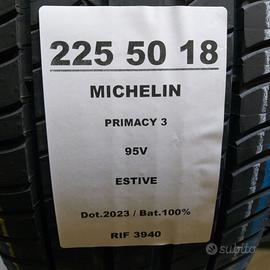 225 50 18
MICHELIN
PRIMACY 3
95V
ESTIVE
Dot.2023 / Bat.100%
RIF 3940
subito